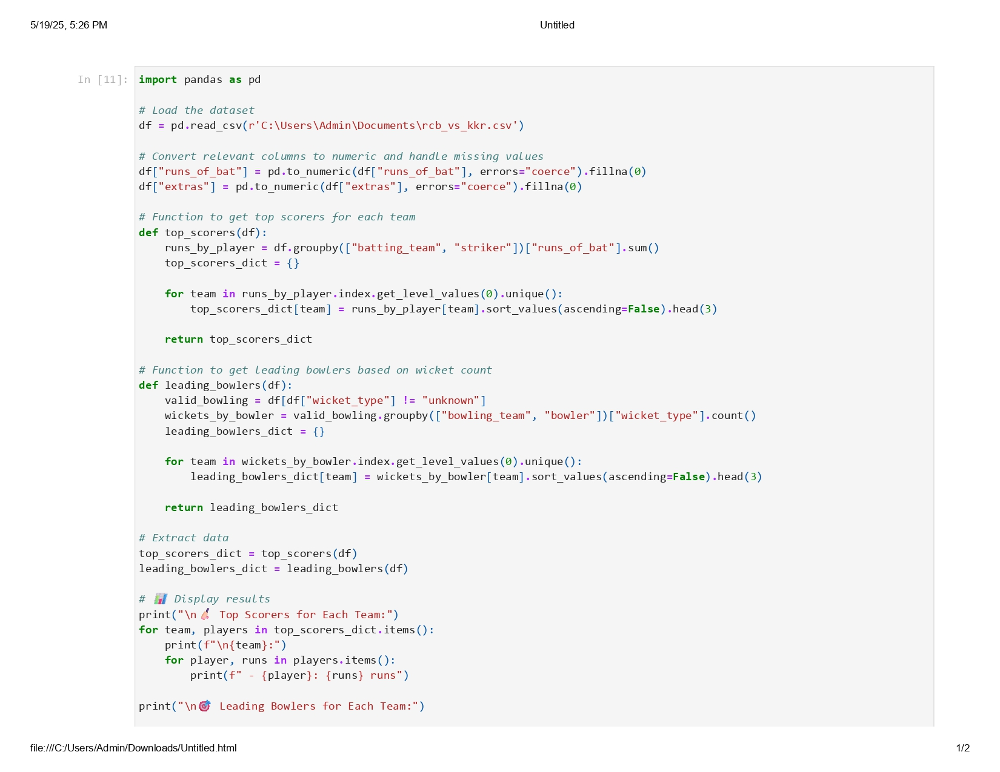 5/19/25, 5:26 PM
Untitled
In [11]:
import pandas as pd

# Load the dataset
df = pd.read_csv(r'C:\Users\Admin\Documents\rcb_vs_kkr.csv')

# Convert relevant columns to numeric and handle missing values
df["runs_of_bat"] = pd.to_numeric(df["runs_of_bat"], errors="coerce").fillna(0)
df["extras"] = pd.to_numeric(df["extras"], errors="coerce").fillna(0)

# Function to get top scorers for each team
def top_scorers(df):
    runs_by_player = df.groupby(["batting_team", "striker"])["runs_of_bat"].sum()
    top_scorers_dict = {}

    for team in runs_by_player.index.get_level_values(0).unique():
        top_scorers_dict[team] = runs_by_player[team].sort_values(ascending=False).head(3)

    return top_scorers_dict

# Function to get leading bowlers based on wicket count
def leading_bowlers(df):
    valid_bowling = df[df["wicket_type"] != "unknown"]
    wickets_by_bowler = valid_bowling.groupby(["bowling_team", "bowler"])["wicket_type"].count()
    leading_bowlers_dict = {}

    for team in wickets_by_bowler.index.get_level_values(0).unique():
        leading_bowlers_dict[team] = wickets_by_bowler[team].sort_values(ascending=False).head(3)

    return leading_bowlers_dict

# Extract data
top_scorers_dict = top_scorers(df)
leading_bowlers_dict = leading_bowlers(df)

# 📊 Display results
print("\n🏏 Top Scorers for Each Team:")
for team, players in top_scorers_dict.items():
    print(f"\n{team}:")
    for player, runs in players.items():
        print(f" - {player}: {runs} runs")

print("\n🎯 Leading Bowlers for Each Team:")
file:///C:/Users/Admin/Downloads/Untitled.html
1/2